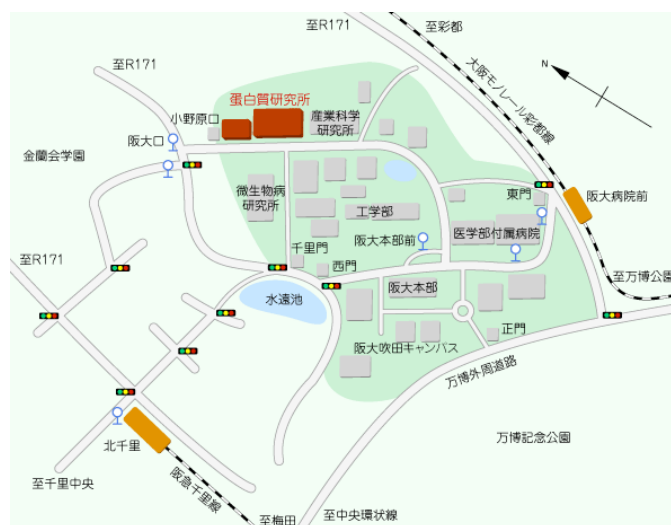 至R171
至彩都
至R171
大阪モノレール彩都線
N
蛋白質研究所
小野原口
産業科学
研究所
阪大口
金蘭会学園
微生物病
研究所
工学部
東門
阪大病院前
阪大本部前
医学部付属病院
千里門
西門
至R171
至万博公園
水遠池
阪大本部
正門
阪大吹田キャンパス
万博外周道路
北千里
万博記念公園
至千里中央
阪急千里線
至梅田
至中央環状線